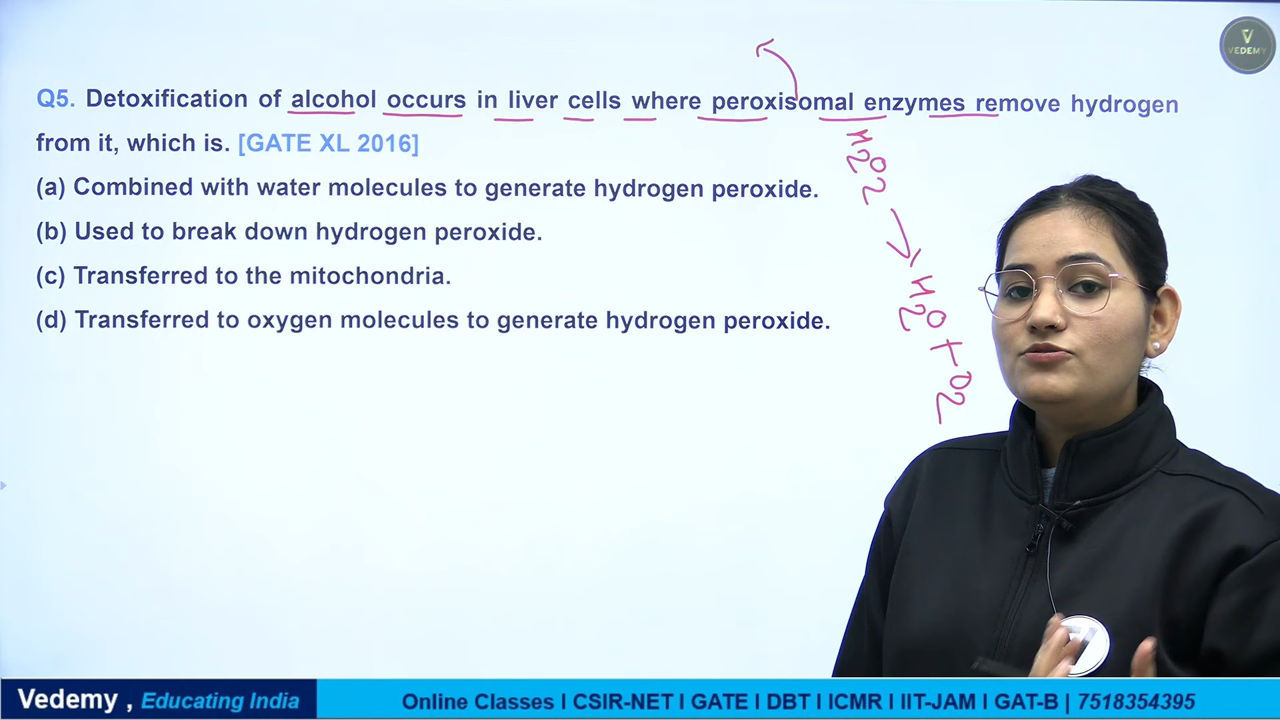 V
VEDEMY
Q5. Detoxification of alcohol occurs in liver cells where peroxisomal enzymes remove hydrogen
from it, which is. [GATE XL 2016]
(a) Combined with water molecules to generate hydrogen peroxide.
(b) Used to break down hydrogen peroxide.
(c) Transferred to the mitochondria.
(d) Transferred to oxygen molecules to generate hydrogen peroxide.
H2O2
→
H2O + O2
Vedemy , Educating India
Online Classes I CSIR-NET I GATE I DBT I ICMR I IIT-JAM I GAT-B | 7518354395